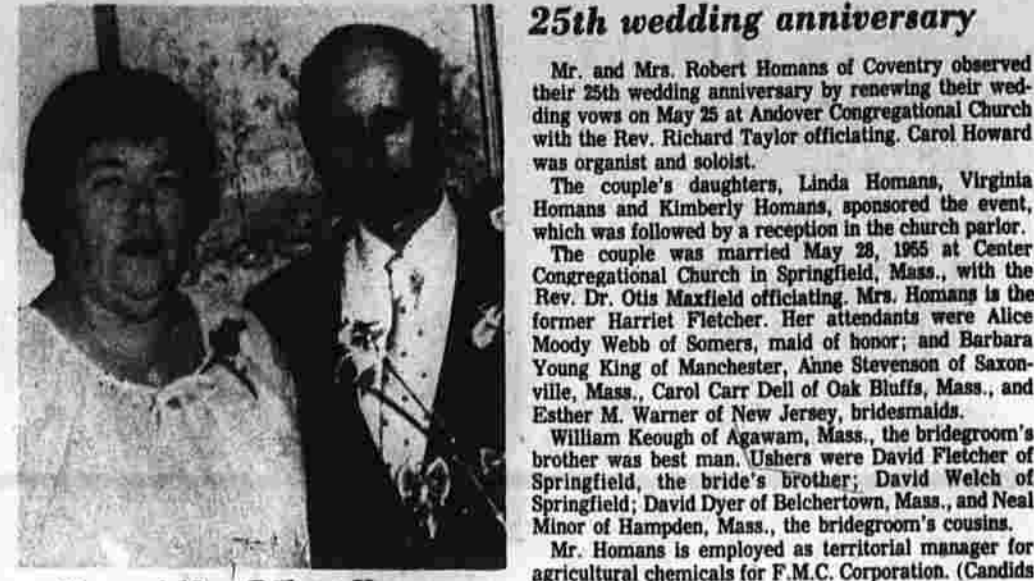 25th wedding anniversary
Mr. and Mrs. Robert Homans of Coventry observed
their 25th wedding anniversary by renewing their wed-
ding vows on May 25 at Andover Congregational Church
with the Rev. Richard Taylor officiating. Carol Howard
was organist and soloist.
The couple's daughters, Linda Homans, Virginia
Homans and Kimberly Homans, sponsored the event,
which was followed by a reception in the church parlor.
The couple was married May 28, 1955 at Center
Congregational Church in Springfield, Mass., with the
Rev. Dr. Otis Maxfield officiating. Mrs. Homans is the
former Harriet Fletcher. Her attendants were Alice
Moody Webb of Somers, maid of honor; and Barbara
Young King of Manchester, Anne Stevenson of Saxon-
ville, Mass., Carol Carr Dell of Oak Bluffs, Mass., and
Esther M. Warner of New Jersey, bridesmaids.
William Keough of Agawam, Mass., the bridegroom's
brother was best man. Ushers were David Fletcher of
Springfield, the bride's brother; David Welch of
Springfield; David Dyer of Belchertown, Mass., and Neal
Minor of Hampden, Mass., the bridegroom's cousins.
Mr. Homans is employed as territorial manager for
agricultural chemicals for F.M.C. Corporation. (Candids